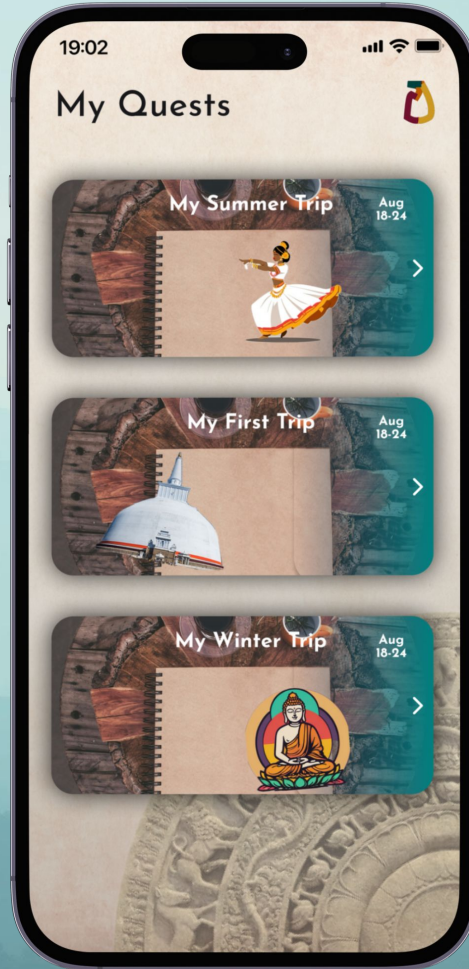 19:02
My Quests
My Summer Trip
Aug
18-24
My First Trip
Aug
18-24
My Winter Trip
Aug
18-24